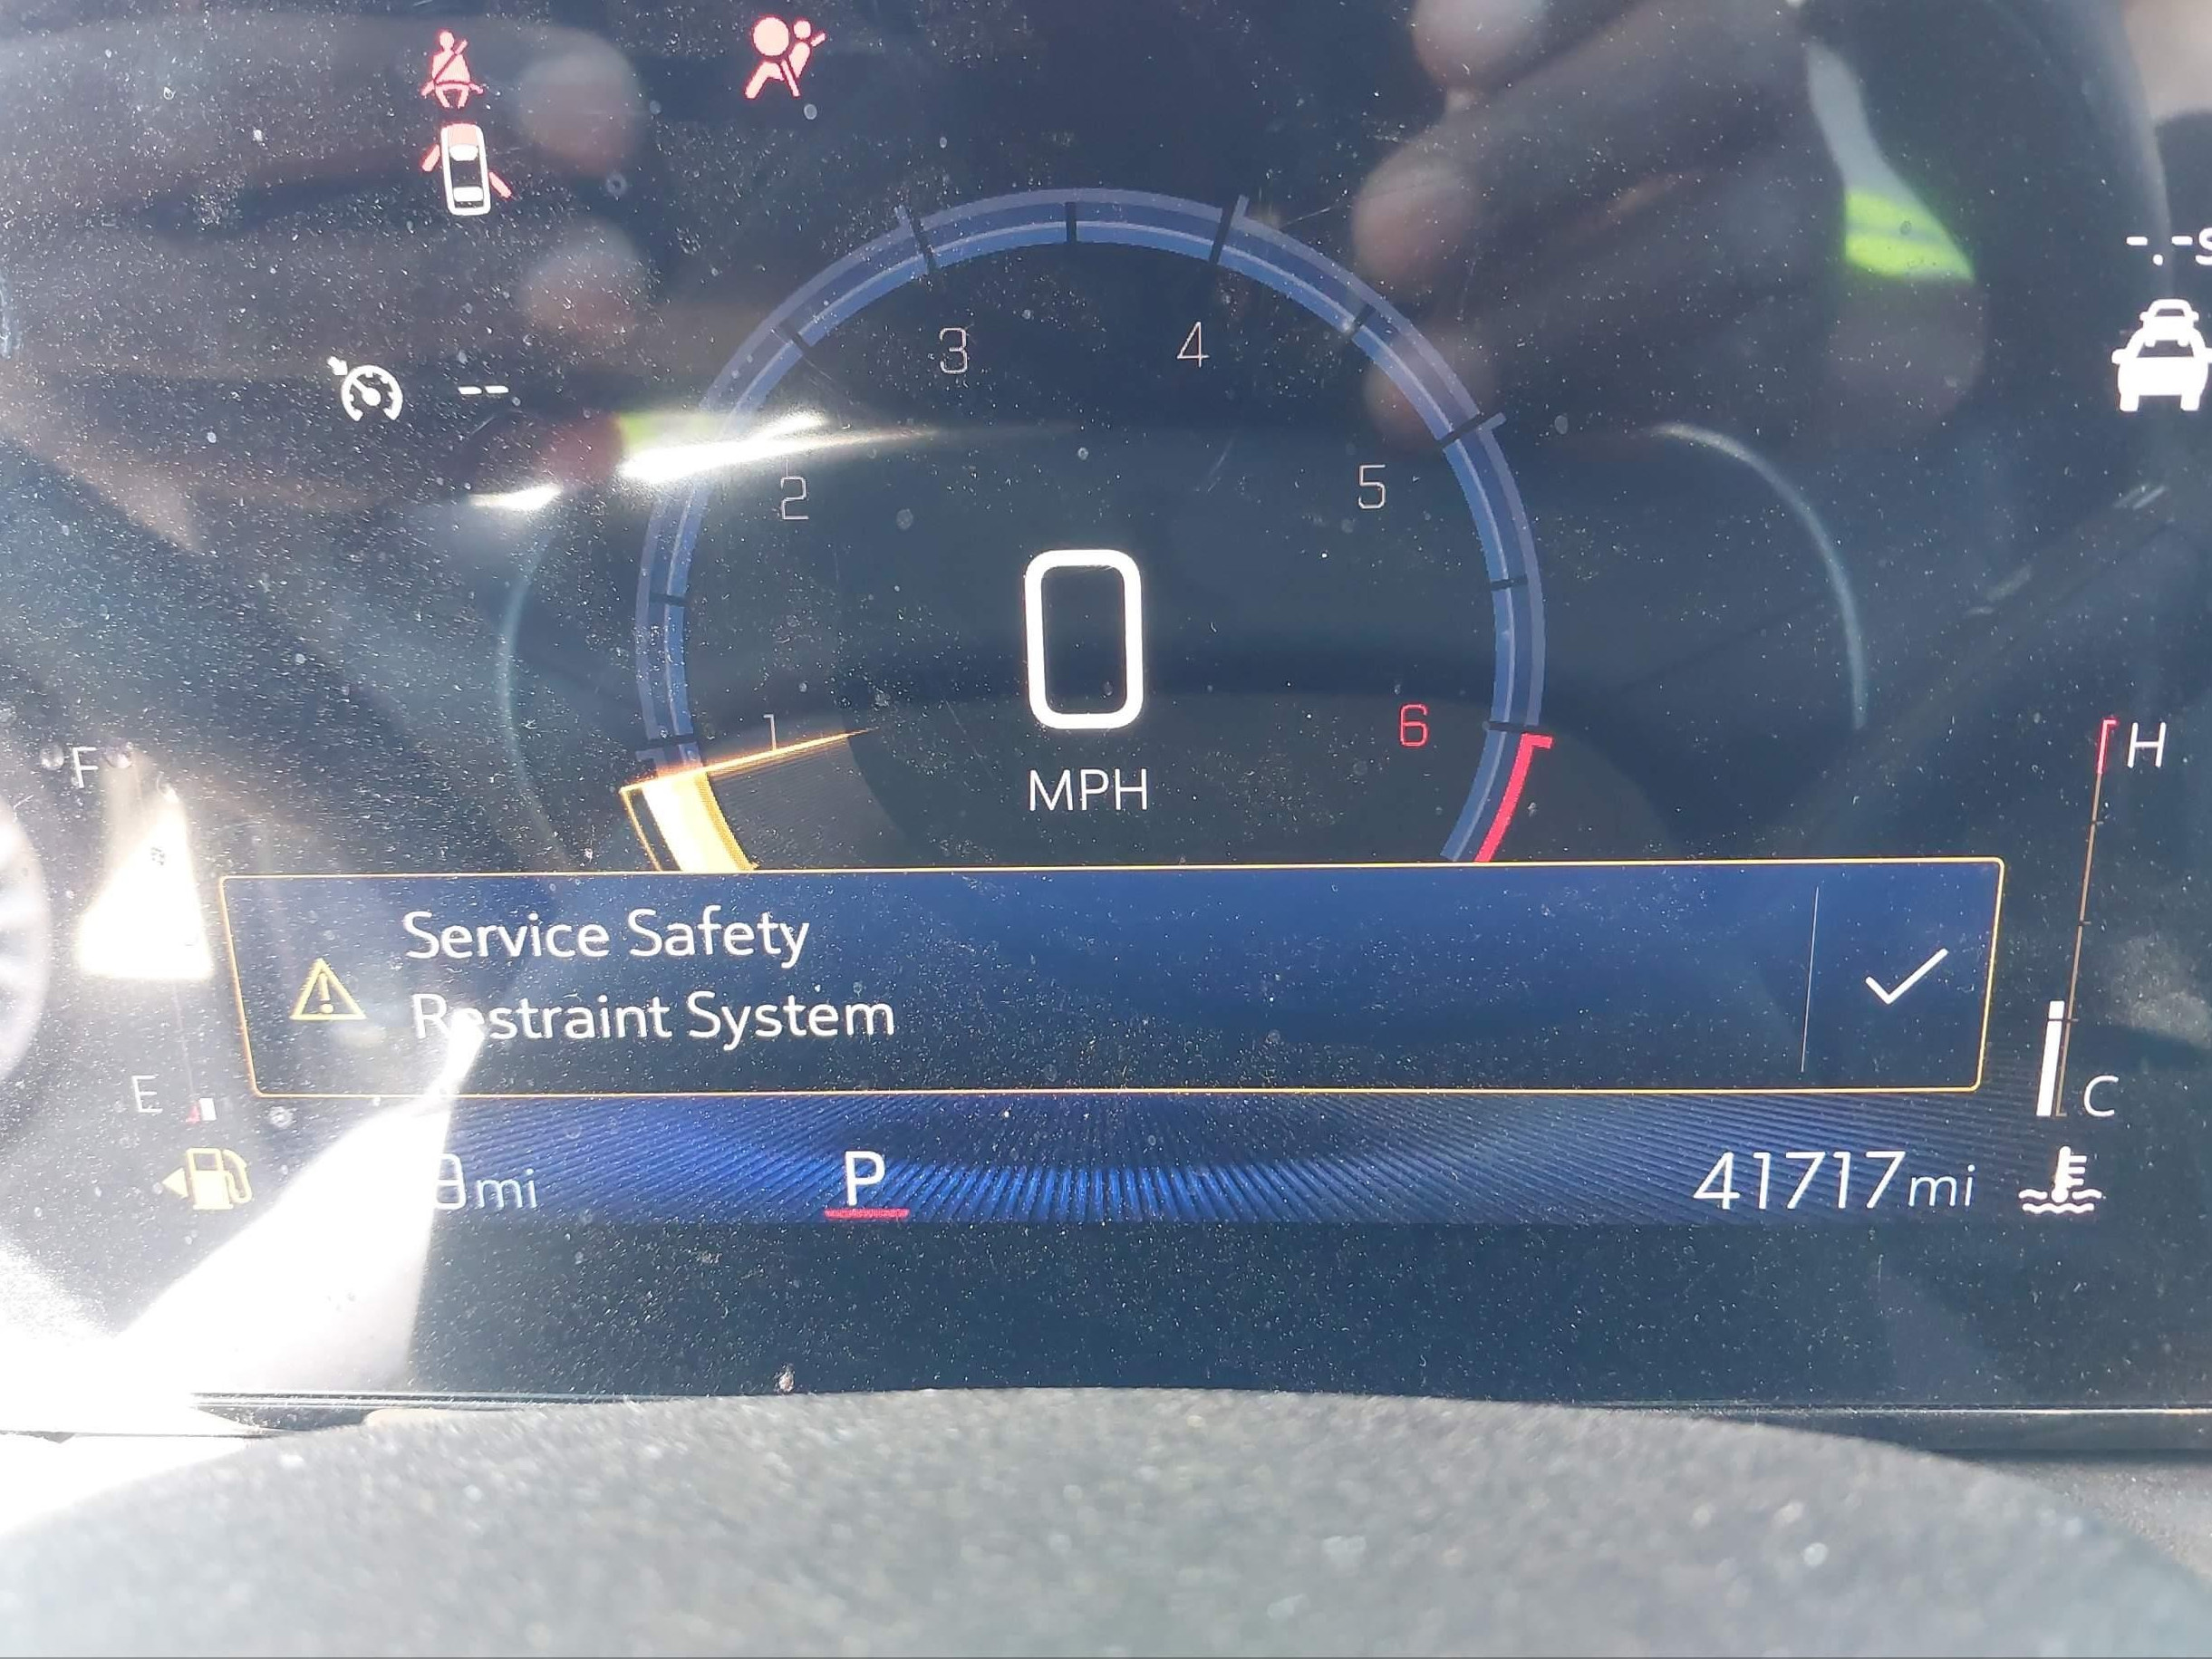 3 4
2 5
0
1 6
MPH
F H
Service Safety
Restraint System
E C
mi P 41717mi